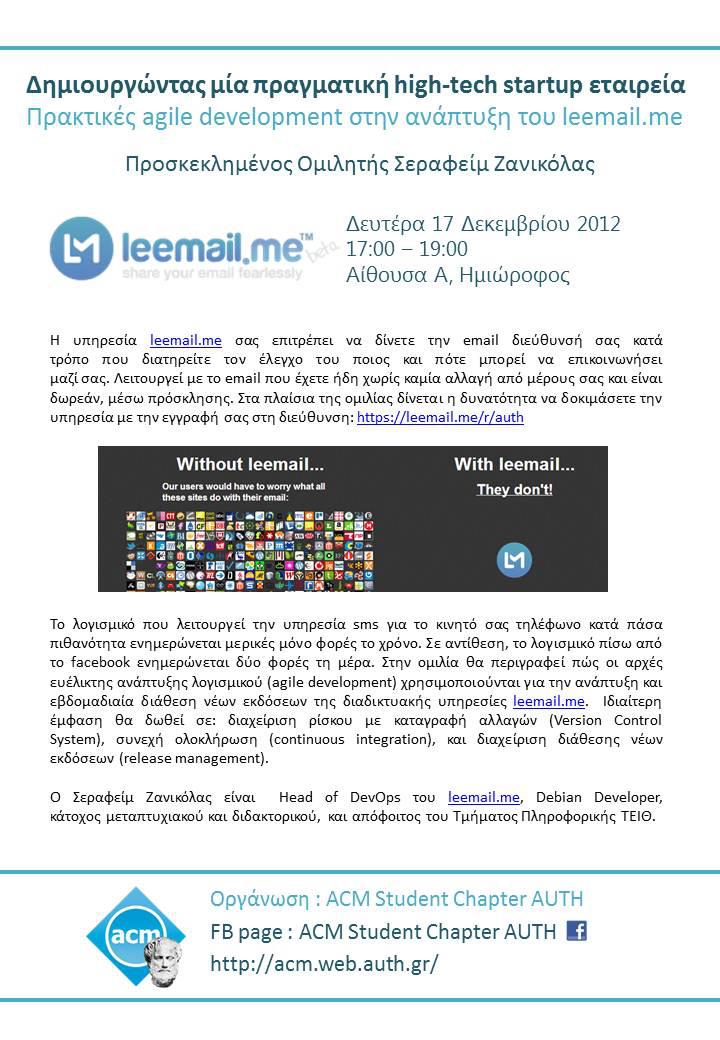 Δημιουργώντας μία πραγματική high-tech startup εταιρεία
Πρακτικές agile development στην ανάπτυξη του leemail.me
Προσκεκλημένος Ομιλητής Σεραφείμ Ζανικόλας
LM leemail.me™ beta
share your email fearlessly
Δευτέρα 17 Δεκεμβρίου 2012
17:00 – 19:00
Αίθουσα Α, Ημιώροφος
Η υπηρεσία leemail.me σας επιτρέπει να δίνετε την email διεύθυνσή σας κατά
τρόπο που διατηρείτε τον έλεγχο του ποιος και πότε μπορεί να επικοινωνήσει
μαζί σας. Λειτουργεί με το email που έχετε ήδη χωρίς καμία αλλαγή από μέρους σας και είναι
δωρεάν, μέσω πρόσκλησης. Στα πλαίσια της ομιλίας δίνεται η δυνατότητα να δοκιμάσετε την
υπηρεσία με την εγγραφή σας στη διεύθυνση: https://leemail.me/r/auth
Without leemail...
Our users would have to worry what all
these sites do with their email:
With leemail...
They don't!
LM
Το λογισμικό που λειτουργεί την υπηρεσία sms για το κινητό σας τηλέφωνο κατά πάσα
πιθανότητα ενημερώνεται μερικές μόνο φορές το χρόνο. Σε αντίθεση, το λογισμικό πίσω από
το facebook ενημερώνεται δύο φορές τη μέρα. Στην ομιλία θα περιγραφεί πώς οι αρχές
ευέλικτης ανάπτυξης λογισμικού (agile development) χρησιμοποιούνται για την ανάπτυξη και
εβδομαδιαία διάθεση νέων εκδόσεων της διαδικτυακής υπηρεσίες leemail.me. Ιδιαίτερη
έμφαση θα δωθεί σε: διαχείριση ρίσκου με καταγραφή αλλαγών (Version Control
System), συνεχή ολοκλήρωση (continuous integration), και διαχείριση διάθεσης νέων
εκδόσεων (release management).
Ο Σεραφείμ Ζανικόλας είναι Head of DevOps του leemail.me, Debian Developer,
κάτοχος μεταπτυχιακού και διδακτορικού, και απόφοιτος του Τμήματος Πληροφορικής ΤΕΙΘ.
acm
Οργάνωση : ACM Student Chapter AUTH
FB page : ACM Student Chapter AUTH f
http://acm.web.auth.gr/